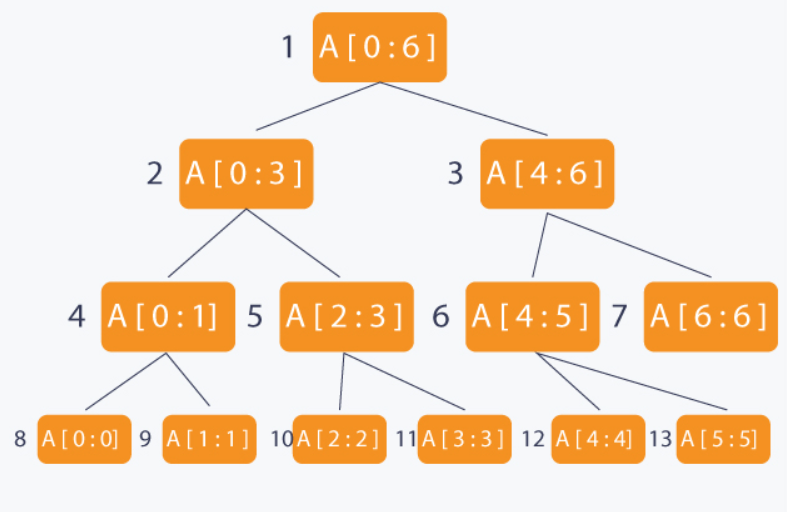 1 A[0:6]
2 A[0:3] 3 A[4:6]
4 A[0:1] 5 A[2:3] 6 A[4:5] 7 A[6:6]
8 A[0:0] 9 A[1:1] 10 A[2:2] 11 A[3:3] 12 A[4:4] 13 A[5:5]